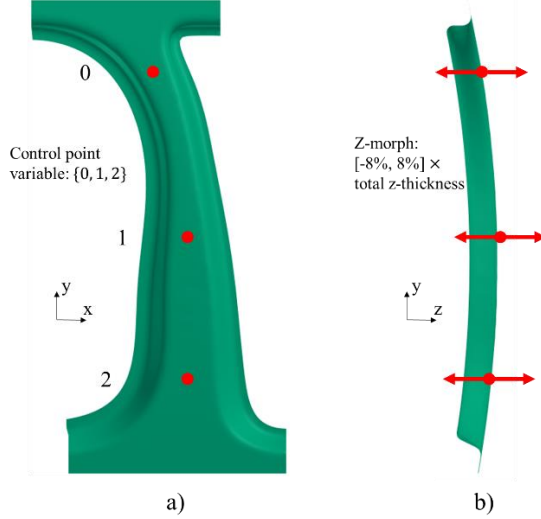 0
Control point
variable: {0, 1, 2}
1
y
x
2
a)
Z-morph:
[-8%, 8%] ×
total z-thickness
y
z
b)